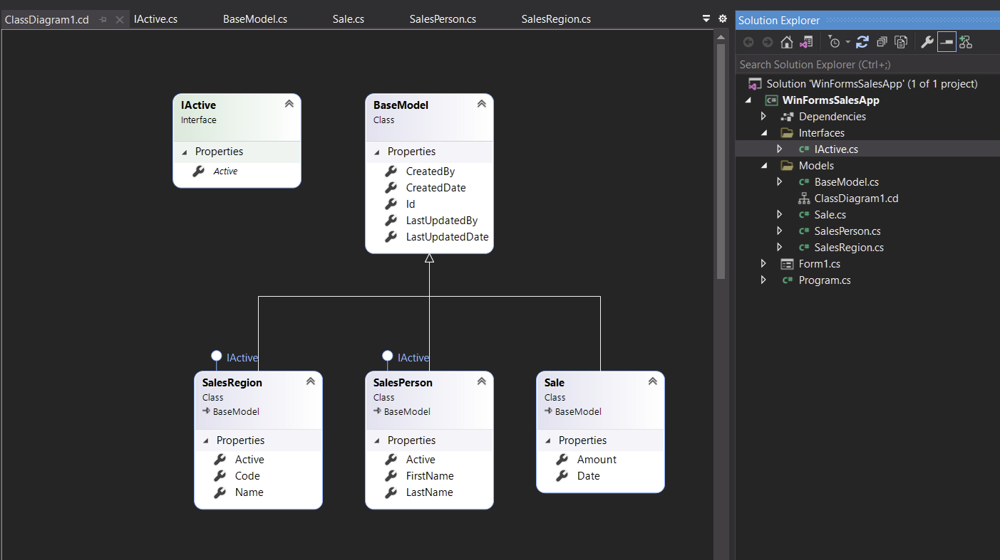 ClassDiagram1.cd
IActive.cs
BaseModel.cs
Sale.cs
SalesPerson.cs
SalesRegion.cs
IActive
Interface
Properties
Active
BaseModel
Class
Properties
CreatedBy
CreatedDate
Id
LastUpdatedBy
LastUpdatedDate
IActive
SalesRegion
Class
BaseModel
Properties
Active
Code
Name
IActive
SalesPerson
Class
BaseModel
Properties
Active
FirstName
LastName
Sale
Class
BaseModel
Properties
Amount
Date
Solution Explorer
Search Solution Explorer (Ctrl+;)
Solution 'WinFormsSalesApp' (1 of 1 project)
C# WinFormsSalesApp
Dependencies
Interfaces
C# IActive.cs
Models
C# BaseModel.cs
ClassDiagram1.cd
C# Sale.cs
C# SalesPerson.cs
C# SalesRegion.cs
Form1.cs
C# Program.cs